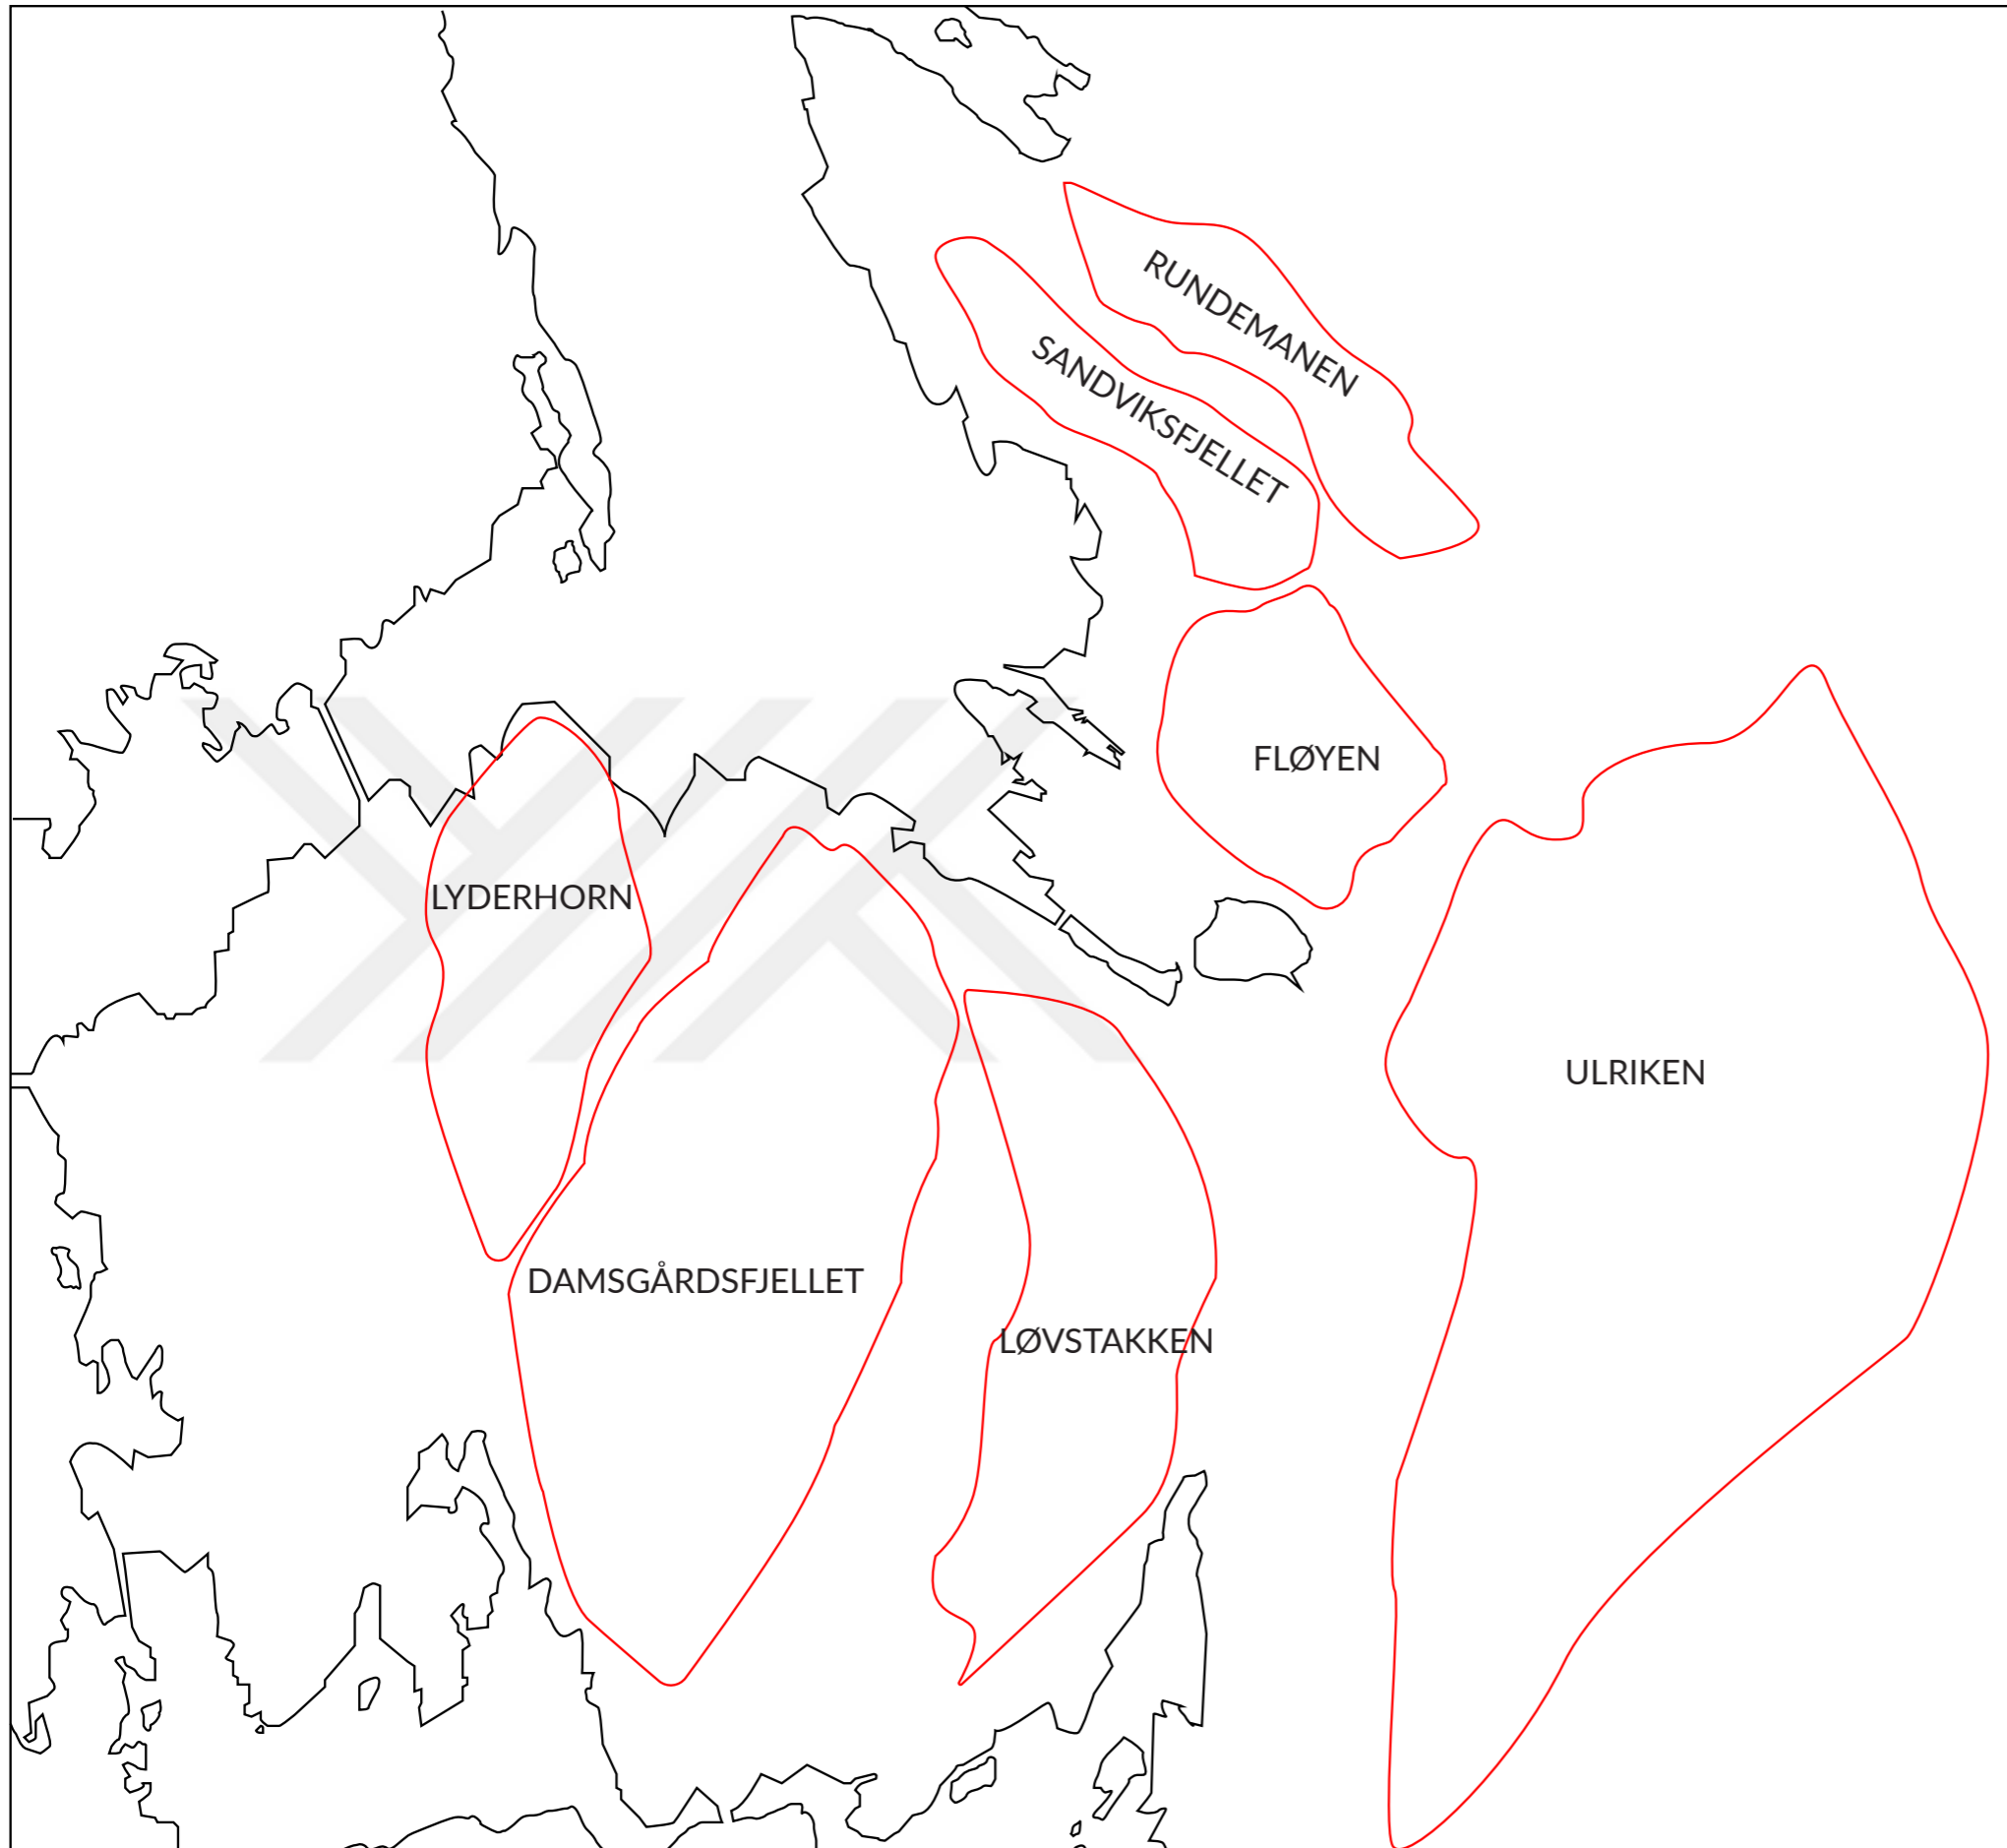 RUNDEMANEN
SANDVIKSFJELLET
FLØYEN
LYDERHORN
ULRIKEN
DAMSGÅRDSFJELLET
LØVSTAKKEN